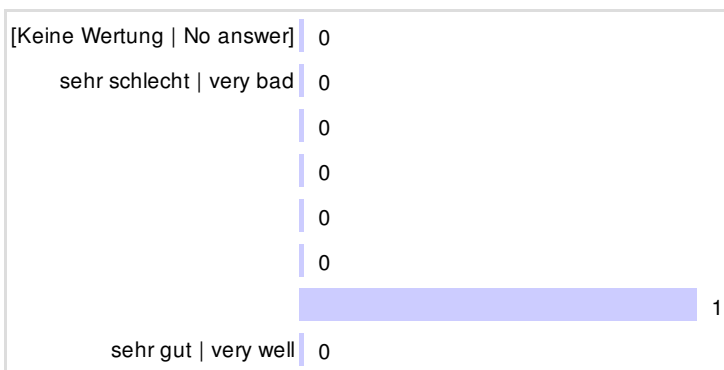 [Keine Wertung | No answer] 0
sehr schlecht | very bad 0
0
0
0
0
1
sehr gut | very well 0